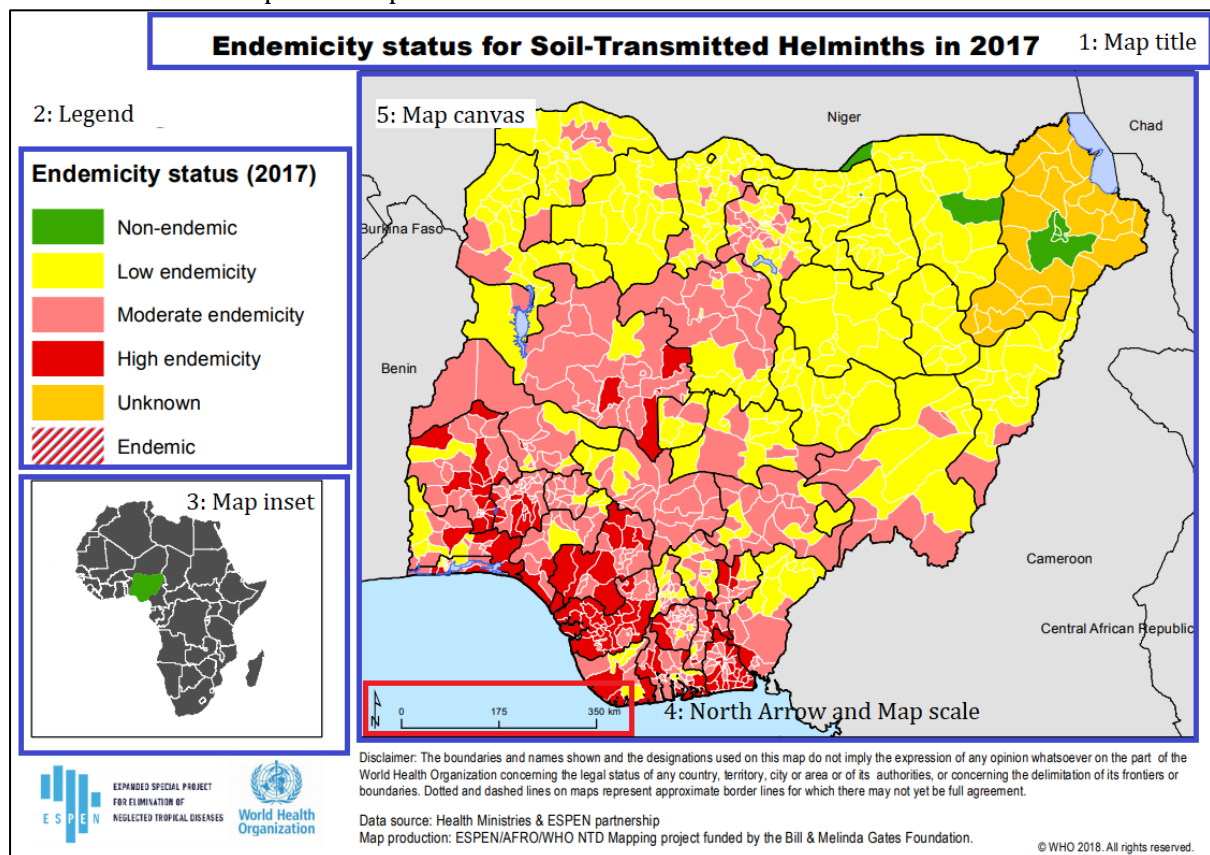 Endemicity status for Soil-Transmitted Helminths in 2017
1: Map title
2: Legend
Endemicity status (2017)
Non-endemic
Low endemicity
Moderate endemicity
High endemicity
Unknown
Endemic
3: Map inset
5: Map canvas
Niger
Chad
Burkina Faso
Benin
Cameroon
Central African Republic
N
0 175 350 km
4: North Arrow and Map scale
ESPEN
EXPANDED SPECIAL PROJECT
FOR ELIMINATION OF
NEGLECTED TROPICAL DISEASES
World Health
Organization
Disclaimer: The boundaries and names shown and the designations used on this map do not imply the expression of any opinion whatsoever on the part of the
World Health Organization concerning the legal status of any country, territory, city or area or of its authorities, or concerning the delimitation of its frontiers or
boundaries. Dotted and dashed lines on maps represent approximate border lines for which there may not yet be full agreement.
Data source: Health Ministries & ESPEN partnership
Map production: ESPEN/AFRO/WHO NTD Mapping project funded by the Bill & Melinda Gates Foundation.
© WHO 2018. All rights reserved.